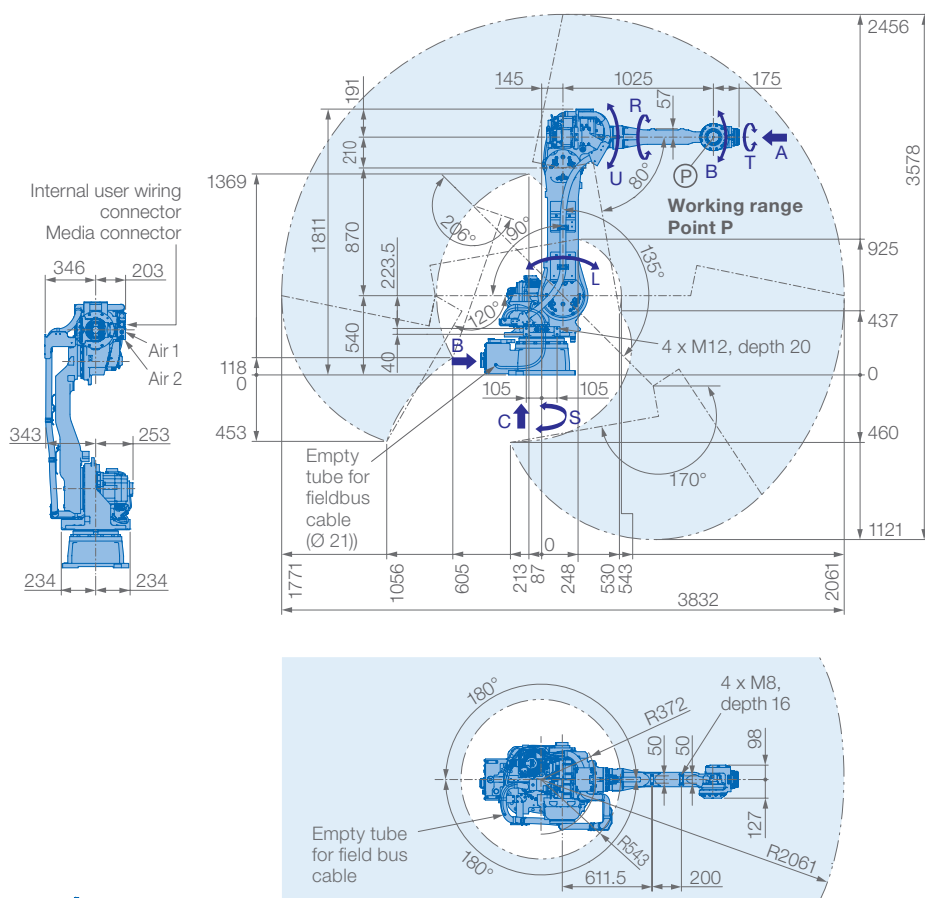 2456
145
1025
175
191
57
R
A
210
U
B
T
P
80°
3578
Internal user wiring
connector
Media connector
1369
1811
870
206°
90°
Working range
Point P
925
346
203
223.5
135°
L
120°
437
Air 1
Air 2
540
40
B
4 x M12, depth 20
118
0
0
105
105
C
S
453
460
343
253
Empty
tube for
fieldbus
cable
(Ø 21))
170°
1121
234
234
1771
1056
605
213
87
0
248
530
543
2061
3832
180°
R372
4 x M8,
depth 16
50
50
98
127
Empty tube
for field bus
cable
180°
R543
R2061
611.5
200